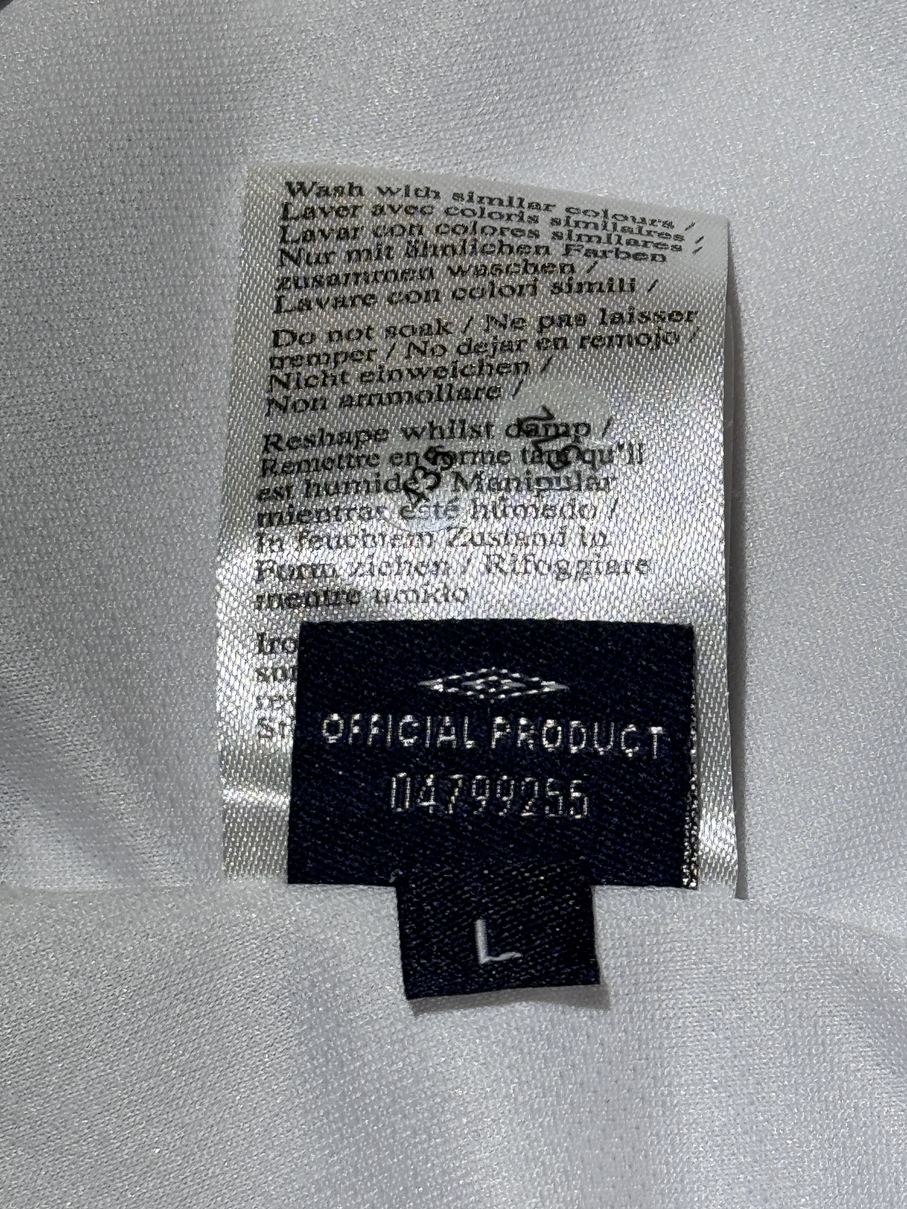 Wash with similar colours /
Laver avec coloris similaires /
Lavar con colores similares /
Nur mit ähnlichen Farben
zusammen waschen /
Lavare con colori simili /
Do not soak / Ne pas laisser
tremper / No dejar en remojo /
Nicht einweichen /
Non ammollare /
Reshape whilst damp /
Remettre en forme tant qu'il
est humide / Manipular
mientras esté húmedo /
In feuchtem Zustand in
Form ziehen / Rifoggiare
mentre umido
OFFICIAL PRODUCT
04799255
L